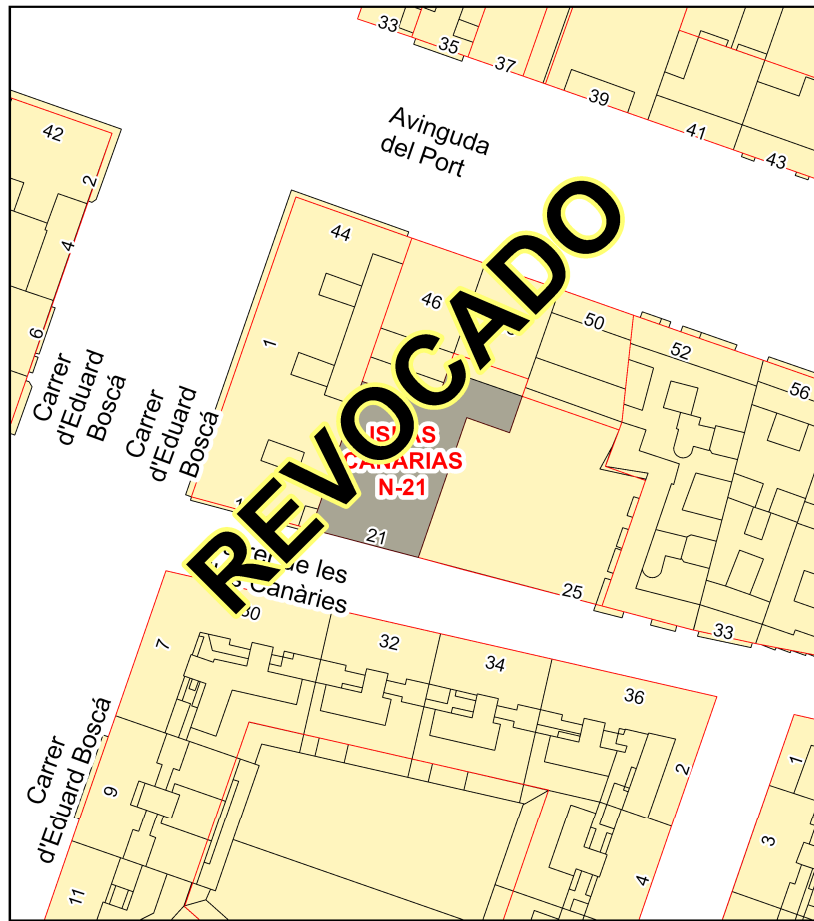 33
35
37
39
41
43
Avinguda
del Port
42
2
4
6
44
1
46
50
52
56
Carrer
d'Eduard
Boscá
Carrer
d'Eduard
Boscá
REVOCADO
CANARIAS
N-21
21
25
33
de les
Canàries
32
34
36
7
9
11
Carrer
d'Eduard Boscá
2
4
1
3